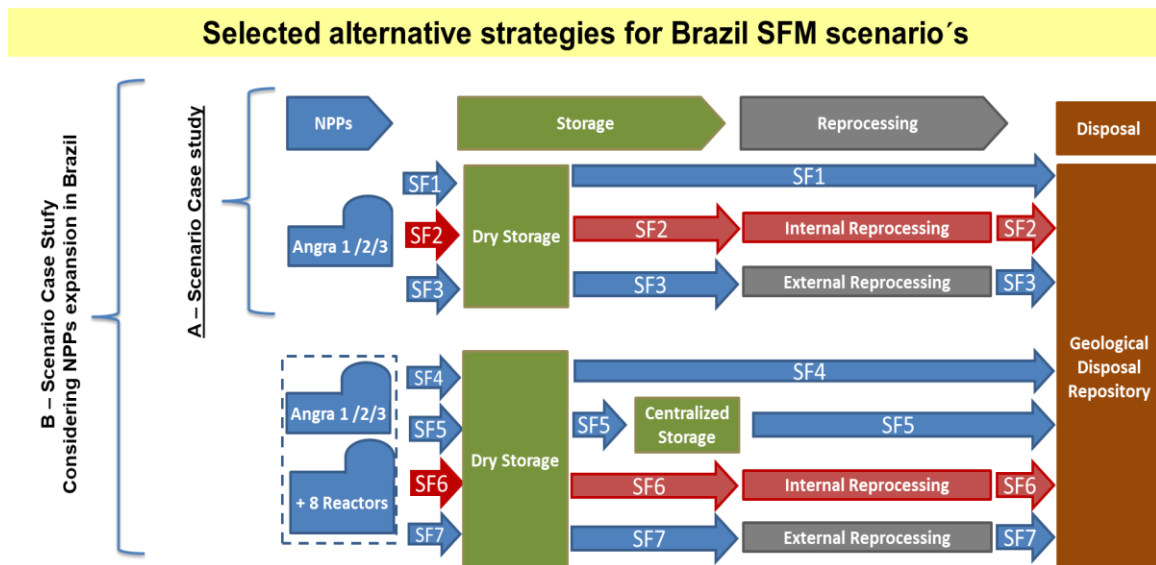 Selected alternative strategies for Brazil SFM scenario´s
B – Scenario Case Stufy
Considering NPPs expansion in Brazil
A – Scenario Case study
NPPs
Storage
Reprocessing
Disposal
SF1
SF1
Angra 1 /2/3
SF2
Dry Storage
SF2
Internal Reprocessing
SF2
SF3
SF3
External Reprocessing
SF3
Geological
Disposal
Repository
SF4
SF4
Angra 1 /2/3
SF5
SF5
Centralized
Storage
SF5
Dry Storage
+ 8 Reactors
SF6
SF6
Internal Reprocessing
SF6
SF7
SF7
External Reprocessing
SF7